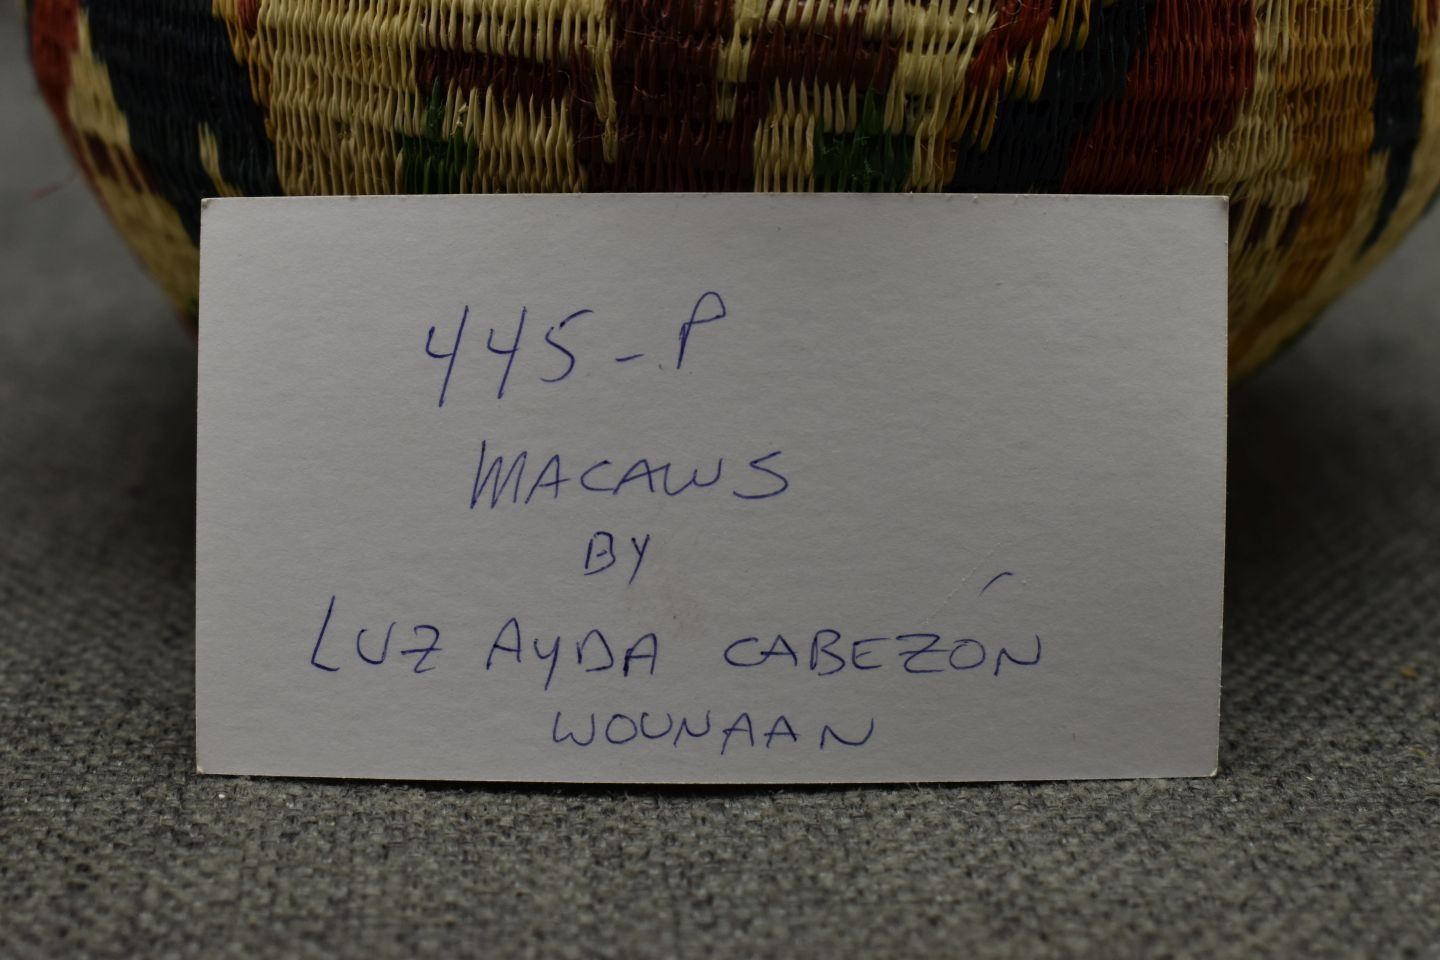 445-P
MACAWS
BY
LUZ AYDA CABEZÓN
WOUNAAN